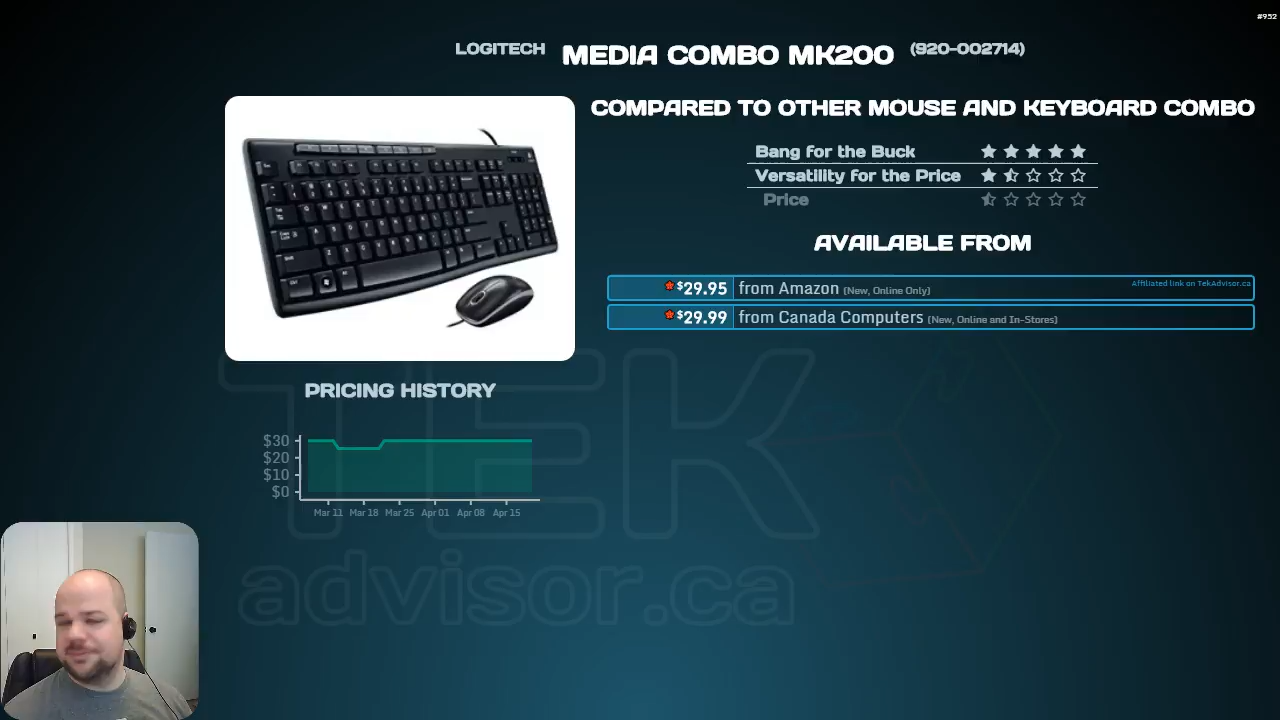 #952
LOGITECH MEDIA COMBO MK200 (920-002714)
COMPARED TO OTHER MOUSE AND KEYBOARD COMBO
Bang for the Buck
Versatility for the Price
Price
AVAILABLE FROM
$29.95 from Amazon (New, Online Only) Affiliated link on TekAdvisor.ca
$29.99 from Canada Computers (New, Online and In-Stores)
PRICING HISTORY
$30
$20
$10
$0
Mar 11 Mar 18 Mar 25 Apr 01 Apr 08 Apr 15
TEK
advisor.ca